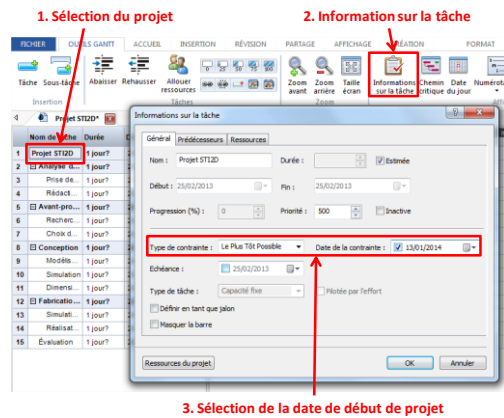 1. Sélection du projet
2. Information sur la tâche
FICHIER OUTILS GANTT ACCUEIL INSERTION RÉVISION PARTAGE AFFICHAGE FORMAT
Tâche Sous-tâche Abaisser Rehausser Allouer ressources
0 25 50 75 100
Zoom avant Zoom arrière Taille écran Informations sur la tâche Chemin critique Date du jour
Insertion Tâches Zoom
Projet STI2D*
Nom de tâche Durée
1 Projet STI2D 1 jour?
2 Analyse d... 1 jour?
3 Prise de... 1 jour?
4 Rédact... 1 jour?
5 Avant-pro... 1 jour?
6 Recherc... 1 jour?
7 Choix d... 1 jour?
8 Conception 1 jour?
9 Modélis... 1 jour?
10 Simulation 1 jour?
11 Dimensi... 1 jour?
12 Fabricatio... 1 jour?
13 Simulati... 1 jour?
14 Réalisat... 1 jour?
15 Évaluation 1 jour?
Informations sur la tâche
Général Prédécesseurs Ressources
Nom : Projet STI2D Durée : Estimée
Début : 25/02/2013 Fin : 25/02/2013
Progression (%) : 0 Priorité : 500 Inactive
Type de contrainte : Le Plus Tôt Possible Date de la contrainte : 13/01/2014
Echéance : 25/02/2013
Type de tâche : Capacité fixe Pilotée par l'effort
Définir en tant que jalon
Masquer la barre
Ressources du projet OK Annuler
3. Sélection de la date de début de projet